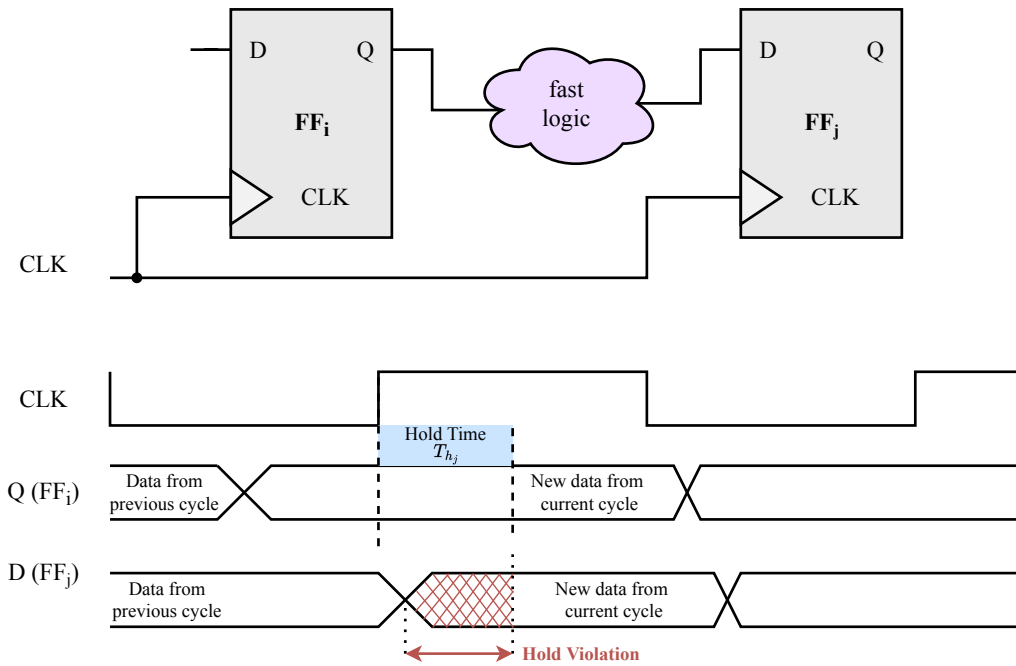 D Q
FFi
CLK
fast
logic
D Q
FFj
CLK
CLK
CLK
Hold Time
Thj
Q (FFi)
Data from
previous cycle
New data from
current cycle
D (FFj)
Data from
previous cycle
New data from
current cycle
Hold Violation